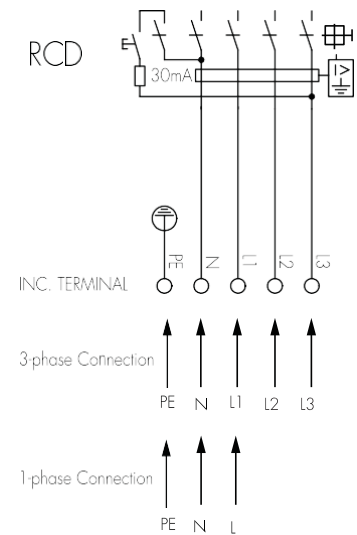 RCD
30mA
I>
PE N L1 L2 L3
INC. TERMINAL
3-phase Connection
PE N L1 L2 L3
1-phase Connection
PE N L